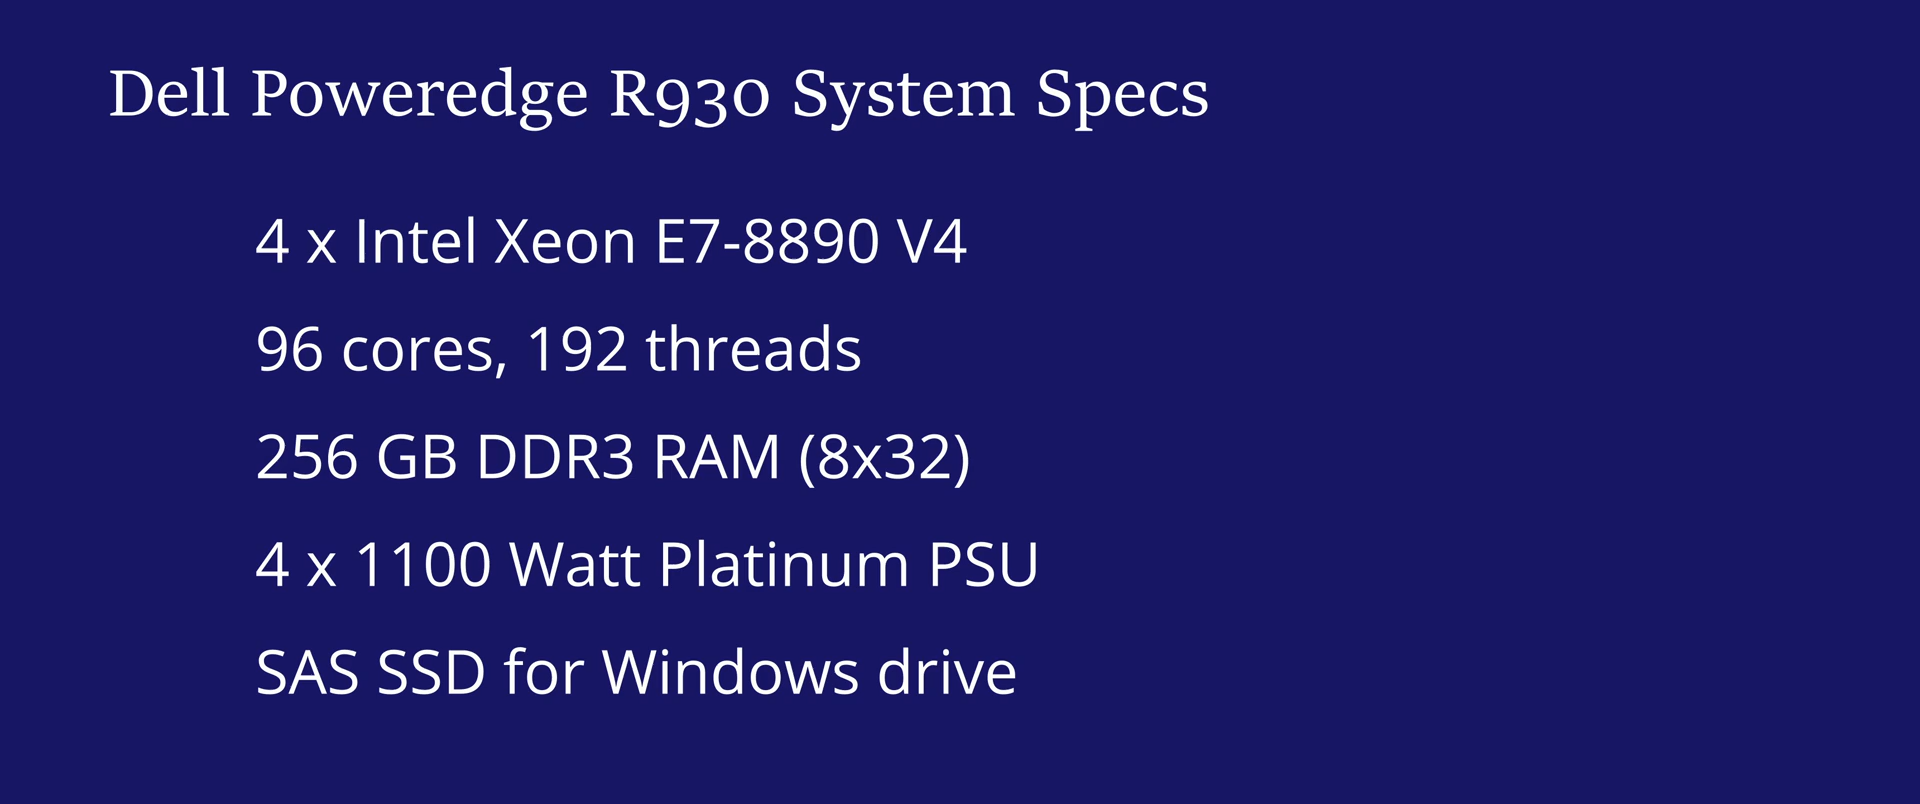 Dell Poweredge R930 System Specs
4 x Intel Xeon E7-8890 V4
96 cores, 192 threads
256 GB DDR3 RAM (8x32)
4 x 1100 Watt Platinum PSU
SAS SSD for Windows drive